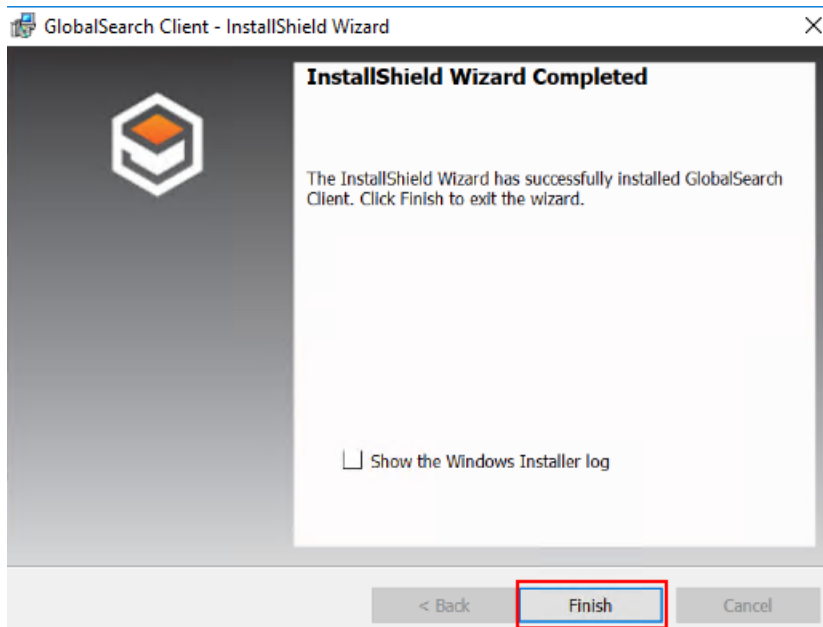 GlobalSearch Client - InstallShield Wizard
InstallShield Wizard Completed
The InstallShield Wizard has successfully installed GlobalSearch
Client. Click Finish to exit the wizard.
Show the Windows Installer log
< Back
Finish
Cancel